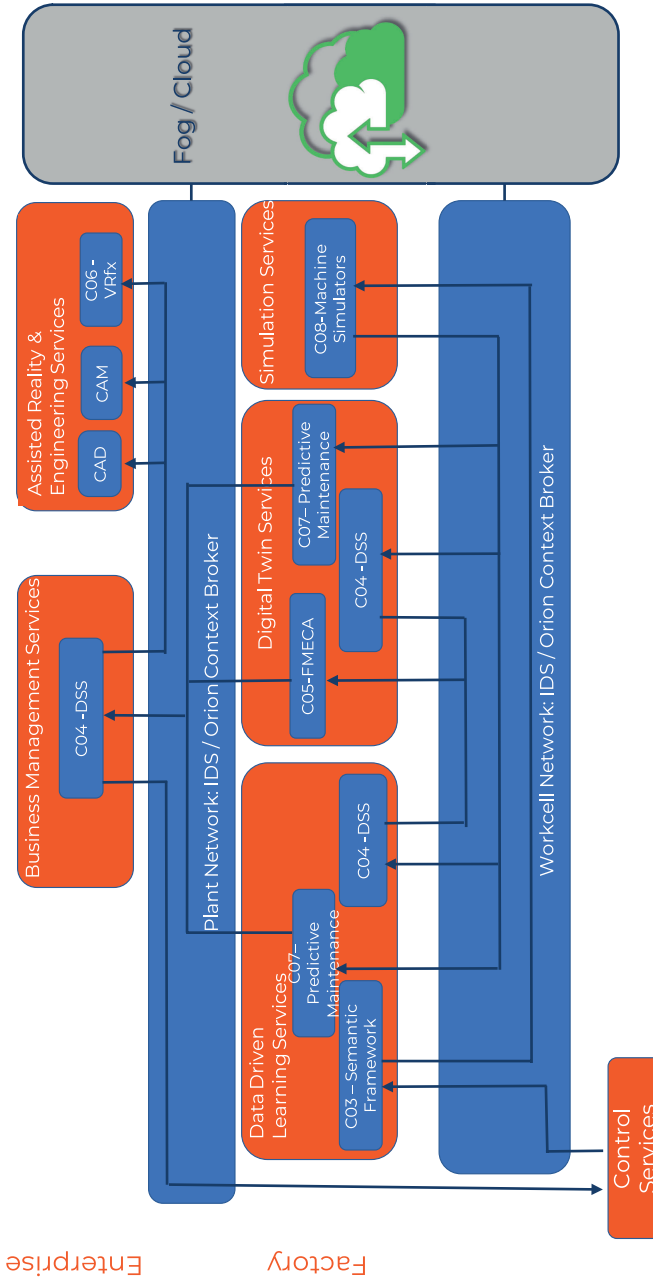 Enterprise
Factory
Business Management Services
C04 -DSS
Assisted Reality &
Engineering Services
CAD
CAM
C06 -
VRfx
Plant Network: IDS / Orion Context Broker
Data Driven
Learning Services
C07–
Predictive
Maintenance
C03 – Semantic
Framework
C04 -DSS
Digital Twin Services
C05-FMECA
C07– Predictive
Maintenance
C04 -DSS
Simulation Services
C08-Machine
Simulators
Workcell Network: IDS / Orion Context Broker
Control
Services
Fog / Cloud